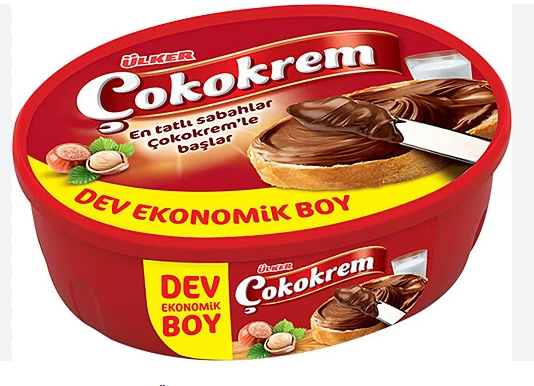 ÜLKER
Çokokrem
En tatlı sabahlar
Çokokrem'le
başlar
DEV EKONOMİK BOY
DEV
EKONOMİK
BOY
ÜLKER
Çokokrem